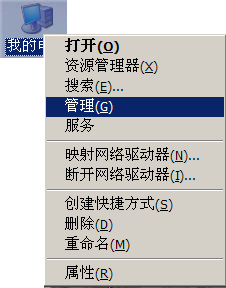 我的电
打开(O)
资源管理器(X)
搜索(E)...
管理(G)
服务
映射网络驱动器(N)...
断开网络驱动器(I)...
创建快捷方式(S)
删除(D)
重命名(M)
属性(R)